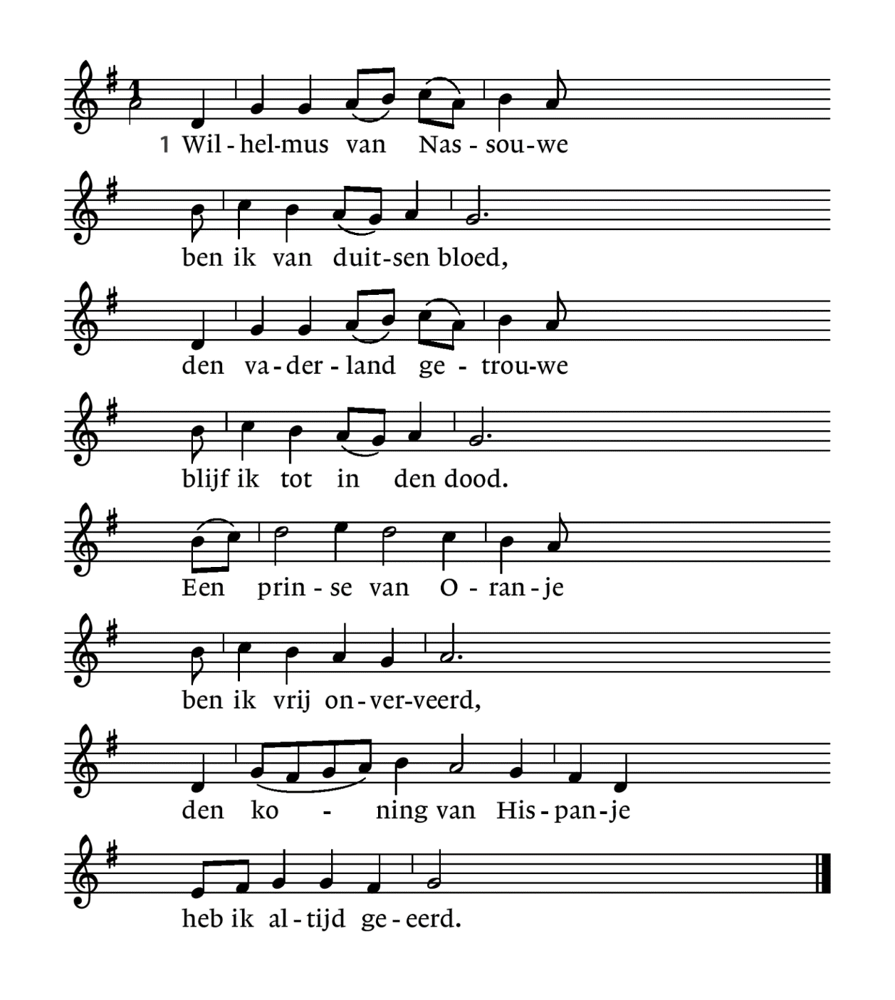 1 Wil-hel-mus van Nas-sou-we
ben ik van duit-sen bloed,
den va-der-land ge-trou-we
blijf ik tot in den dood.
Een prin-se van O-ran-je
ben ik vrij on-ver-veerd,
den ko-ning van His-pan-je
heb ik al-tijd ge-eerd.